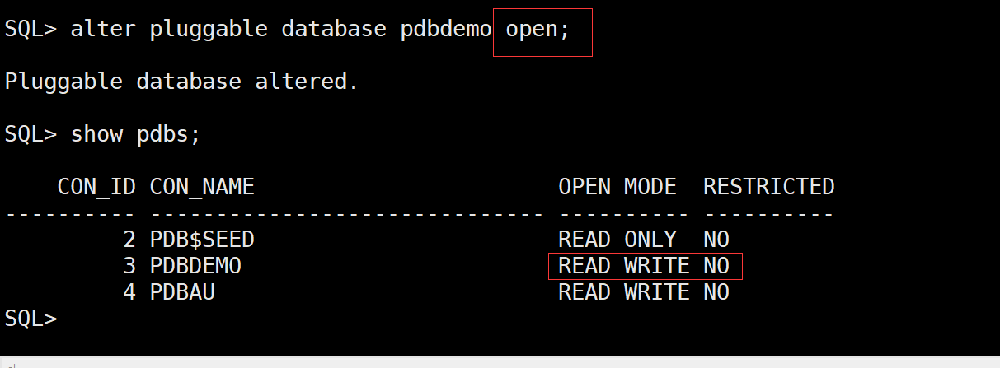 SQL> alter pluggable database pdbdemo open;
Pluggable database altered.
SQL> show pdbs;
    CON_ID CON_NAME                       OPEN MODE  RESTRICTED
---------- ------------------------------ ---------- ----------
         2 PDB$SEED                       READ ONLY  NO
         3 PDBDEMO                        READ WRITE NO
         4 PDBAU                          READ WRITE NO
SQL>